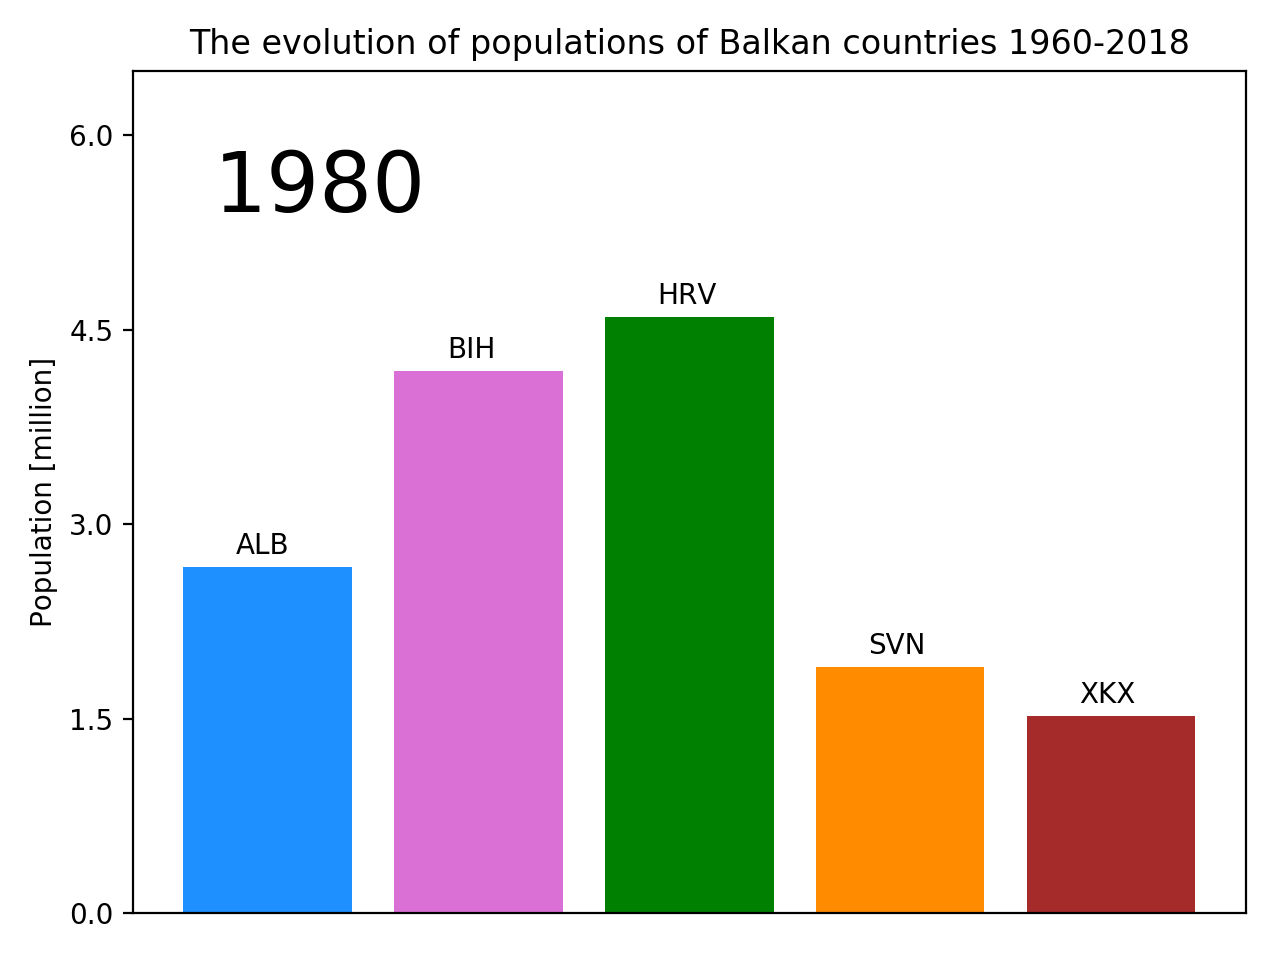 The evolution of populations of Balkan countries 1960-2018
6.0
1980
HRV
4.5
BIH
Population [million]
3.0
ALB
SVN
XKX
1.5
0.0